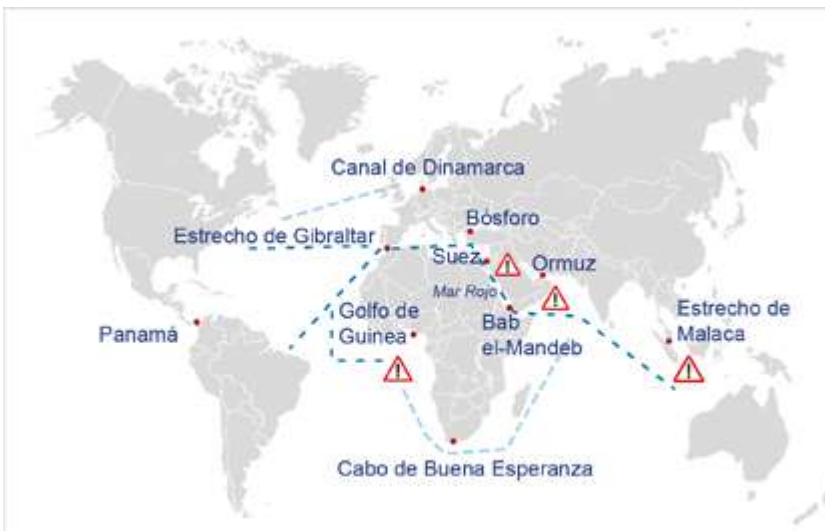 Canal de Dinamarca
Bósforo
Estrecho de Gibraltar
Suez
Ormuz
Mar Rojo
Golfo de
Guinea
Bab
el-Mandeb
Estrecho de
Malaca
Panamá
Cabo de Buena Esperanza